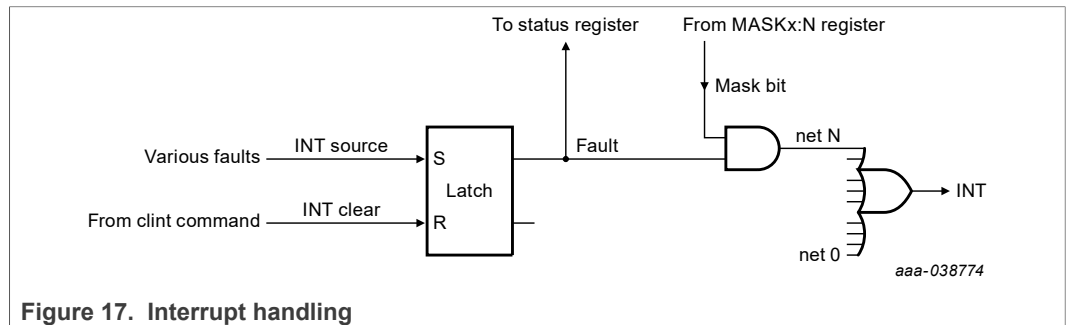 To status register
From MASKx:N register
Mask bit
net N
Various faults
INT source
S
Fault
Latch
INT
From clint command
INT clear
R
net 0
aaa-038774
Figure 17. Interrupt handling